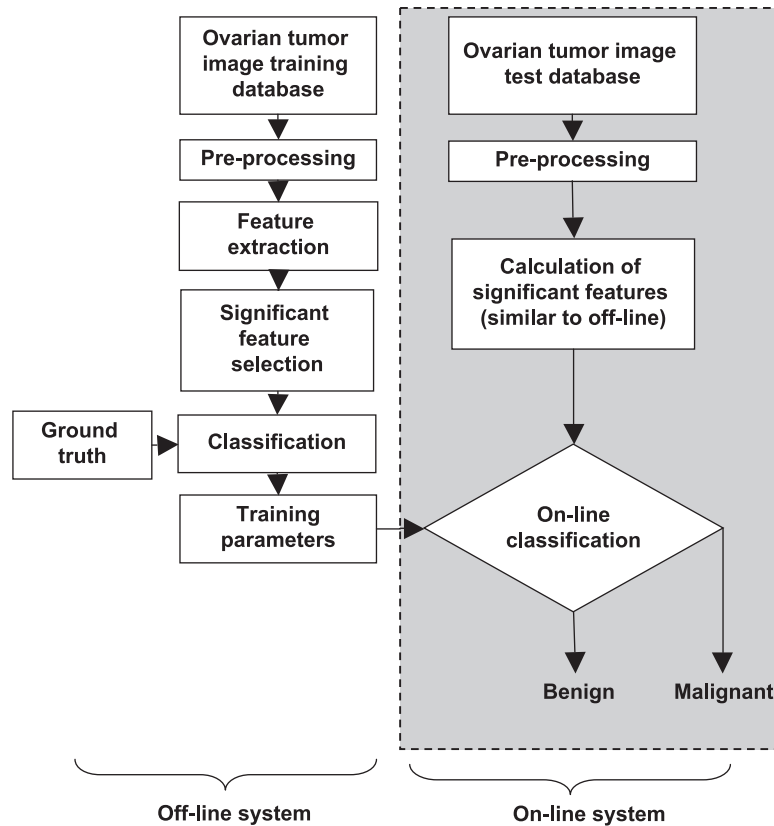 Ovarian tumor
image training
database
Pre-processing
Feature
extraction
Significant
feature
selection
Ground
truth
Classification
Training
parameters
Ovarian tumor image
test database
Pre-processing
Calculation of
significant features
(similar to off-line)
On-line
classification
Benign
Malignant
Off-line system
On-line system